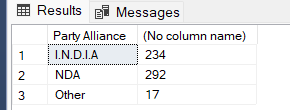 Results Messages
Party Alliance (No column name)
1 I.N.D.I.A 234
2 NDA 292
3 Other 17